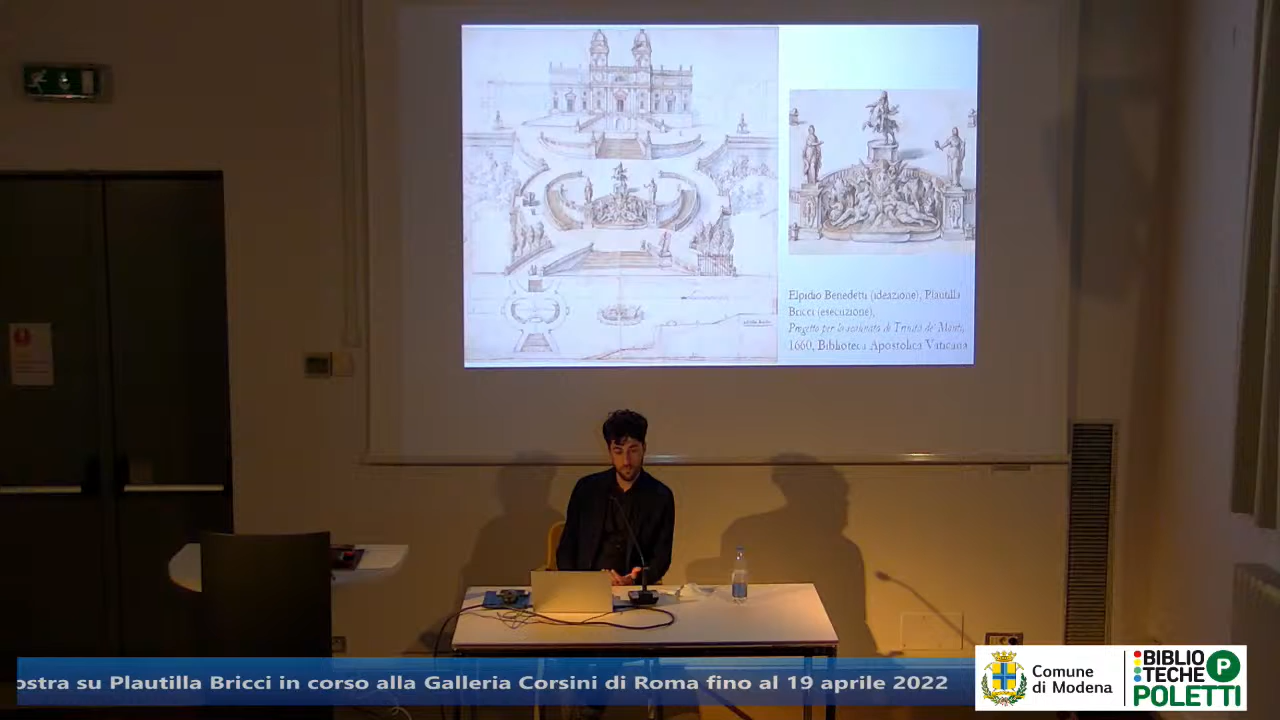 Elpidio Benedetti (ideazione), Plautilla
Bricci (esecuzione),
Progetto per la scalinata di Trinità de' Monti,
1660, Biblioteca Apostolica Vaticana
ostra su Plautilla Bricci in corso alla Galleria Corsini di Roma fino al 19 aprile 2022
Comune
di Modena
BIBLIO
TECHE
POLETTI
P